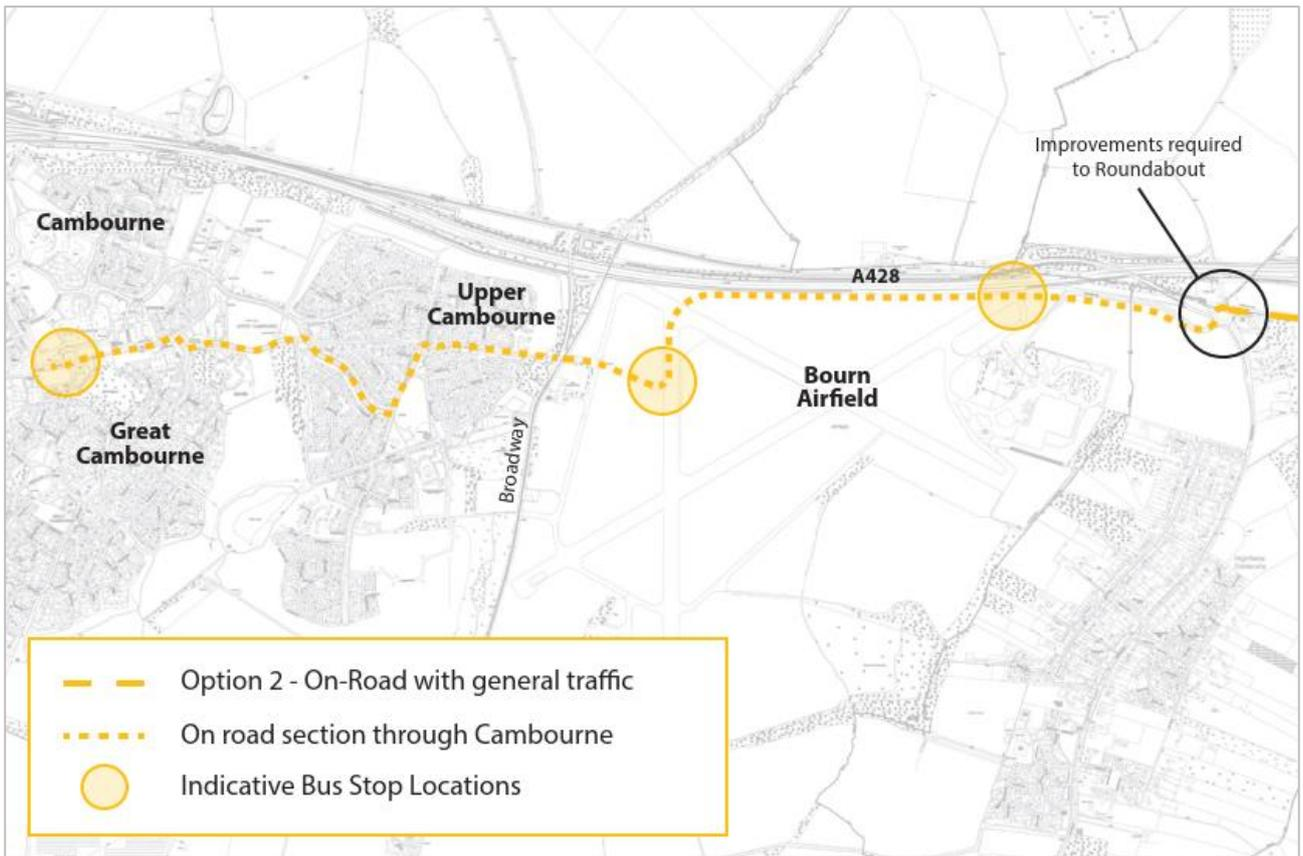 Improvements required
to Roundabout
Cambourne
A428
Upper
Cambourne
Bourn
Airfield
Great
Cambourne
Broadway
Option 2 - On-Road with general traffic
On road section through Cambourne
Indicative Bus Stop Locations